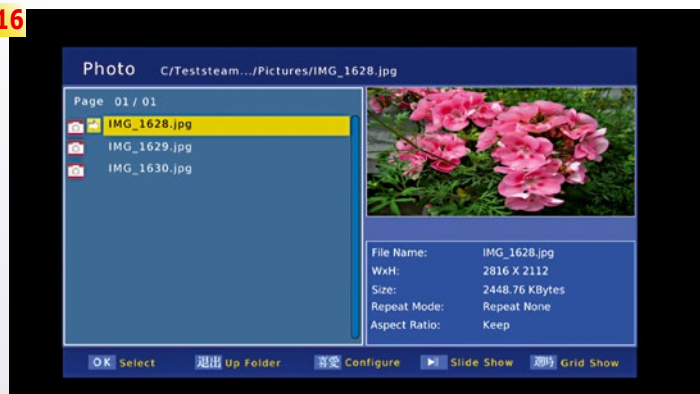 16
Photo C/Teststeam.../Pictures/IMG_1628.jpg
Page 01/01
IMG_1628.jpg
IMG_1629.jpg
IMG_1630.jpg
File Name: IMG_1628.jpg
WxH: 2816 X 2112
Size: 2448.76 KBytes
Repeat Mode: Repeat None
Aspect Ratio: Keep
OK Select 退出 Up Folder 喜愛 Configure Slide Show Grid Show